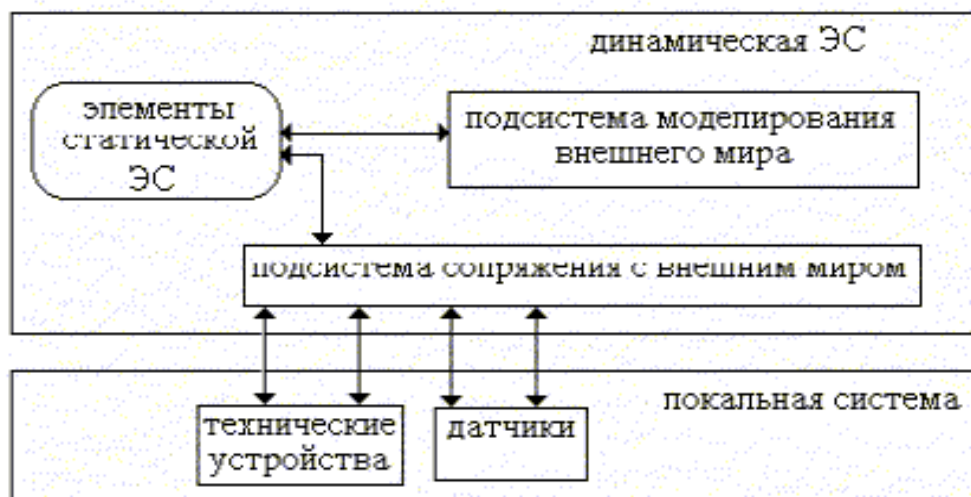 динамическая ЭС
элементы
статической
ЭС
подсистема моделирования
внешнего мира
подсистема сопряжения с внешним миром
локальная система
технические
устройства
датчики